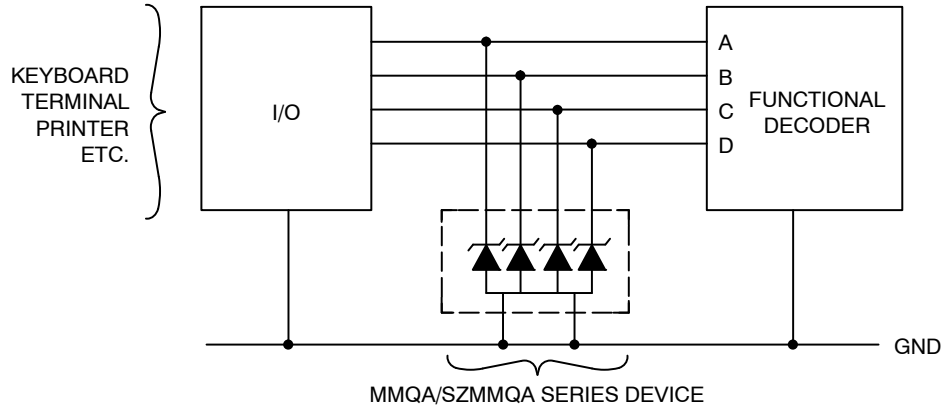 KEYBOARD
TERMINAL
PRINTER
ETC.
I/O
A
B
C
D
FUNCTIONAL
DECODER
GND
MMQA/SZMMQA SERIES DEVICE